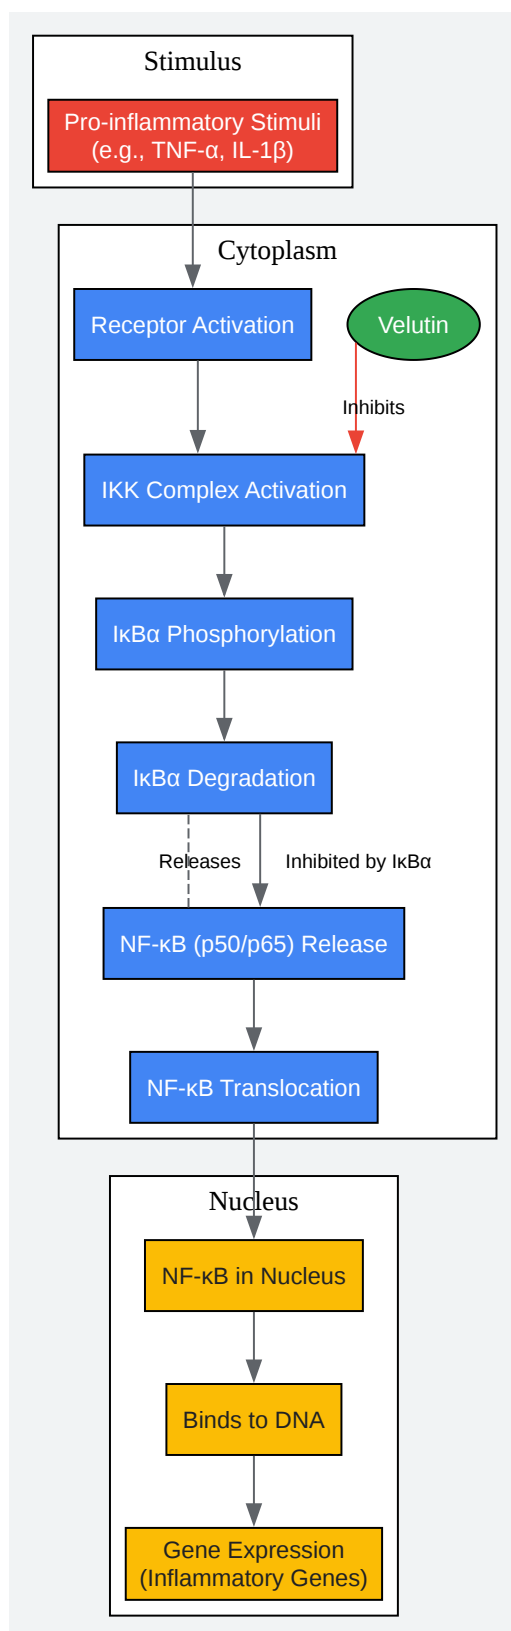 Stimulus
Pro-inflammatory Stimuli
(e.g., TNF-α, IL-1β)
Cytoplasm
Receptor Activation
Velutin
Inhibits
IKK Complex Activation
IκBα Phosphorylation
IκBα Degradation
Releases
Inhibited by IκBα
NF-κB (p50/p65) Release
NF-κB Translocation
Nucleus
NF-κB in Nucleus
Binds to DNA
Gene Expression
(Inflammatory Genes)